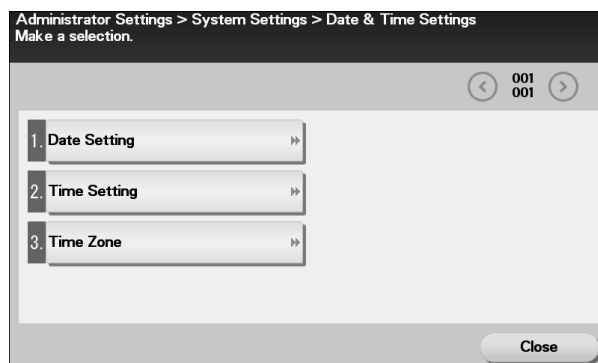 Administrator Settings > System Settings > Date & Time Settings
Make a selection.
001
001
1. Date Setting
2. Time Setting
3. Time Zone
Close